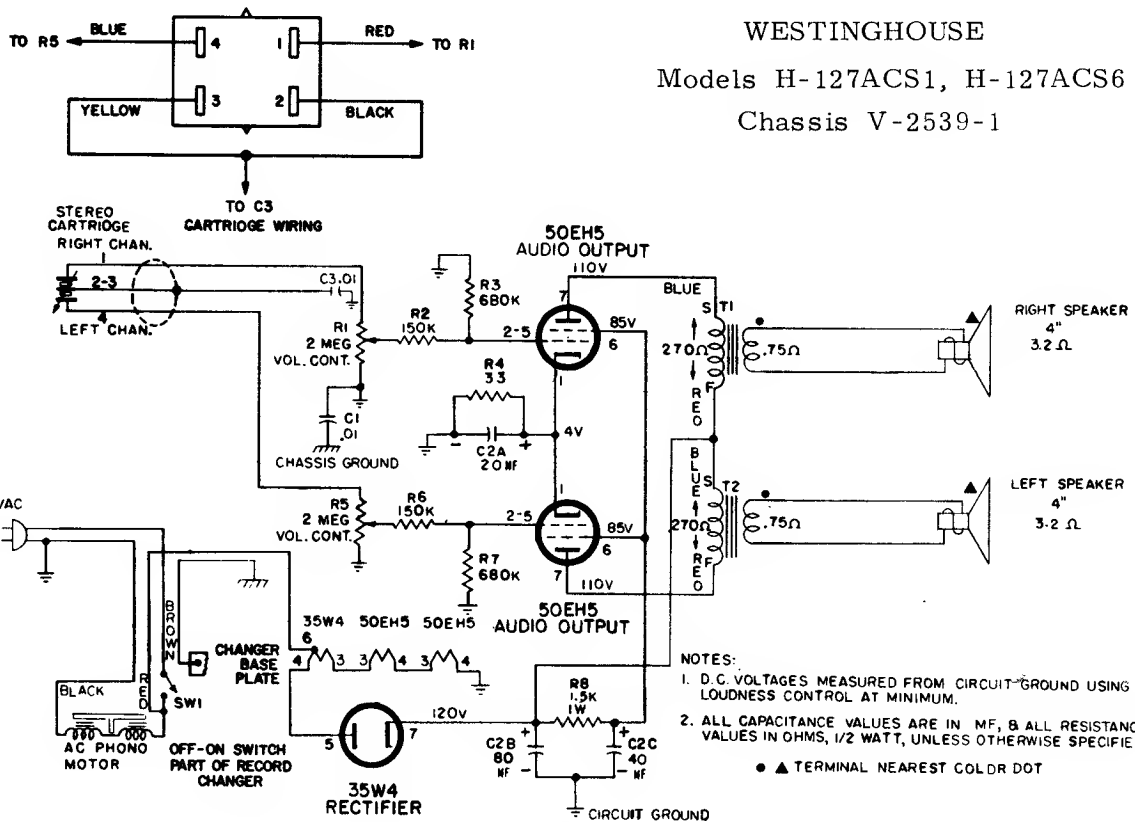 WESTINGHOUSE
Models H-127ACS1, H-127ACS6
Chassis V-2539-1
TO R5
BLUE
4
1
RED
TO R1
YELLOW
3
2
BLACK
TO C3
CARTRIOGE WIRING
STEREO
CARTRIDGE
RIGHT CHAN.
1
2-3
4
LEFT CHAN.
C3.01
R1
2 MEG
VOL. CONT.
R2
150K
R3
680K
50EH5
AUDIO OUTPUT
110V
7
2-5
85V
6
1
BLUE
S
T1
270Ω
.75Ω
F
RED
RIGHT SPEAKER
4"
3.2 Ω
R4
33
C1
.01
CHASSIS GROUND
-
+
C2A
20 MF
4V
R5
2 MEG
VOL. CONT.
R6
150K
R7
680K
1
2-5
85V
6
7
110V
50EH5
AUDIO OUTPUT
BLUE
S
T2
270Ω
.75Ω
F
RED
LEFT SPEAKER
4"
3.2 Ω
VAC
BROWN
RED
BLACK
SW1
CHANGER
BASE
PLATE
AC PHONO
MOTOR
OFF-ON SWITCH
PART OF RECORD
CHANGER
35W4 50EH5 50EH5
6
4 3 3 4 4 3
5
7
120V
35W4
RECTIFIER
R8
1.5K
1W
+
C2B
80
MF
-
+
C2C
40
MF
-
CIRCUIT GROUND
NOTES:
1. D.C. VOLTAGES MEASURED FROM CIRCUIT GROUND USING
LOUDNESS CONTROL AT MINIMUM.
2. ALL CAPACITANCE VALUES ARE IN MF, & ALL RESISTANC
VALUES IN OHMS, 1/2 WATT, UNLESS OTHERWISE SPECIFIE
● ▲ TERMINAL NEAREST COLOR DOT